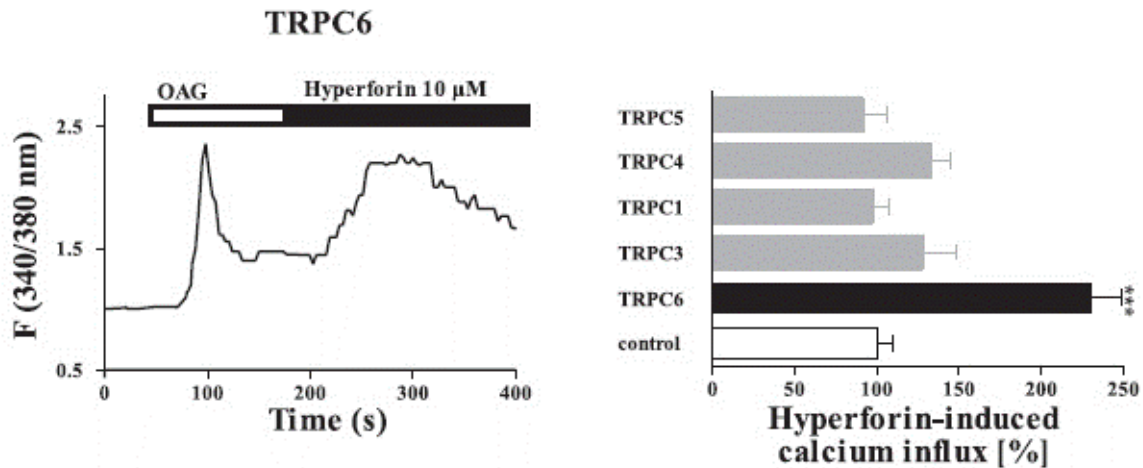 TRPC6
OAG
Hyperforin 10 µM
2.5
1.5
0.5
F (340/380 nm)
0
100
200
300
400
Time (s)
TRPC5
TRPC4
TRPC1
TRPC3
TRPC6
***
control
0
50
100
150
200
250
Hyperforin-induced
calcium influx [%]